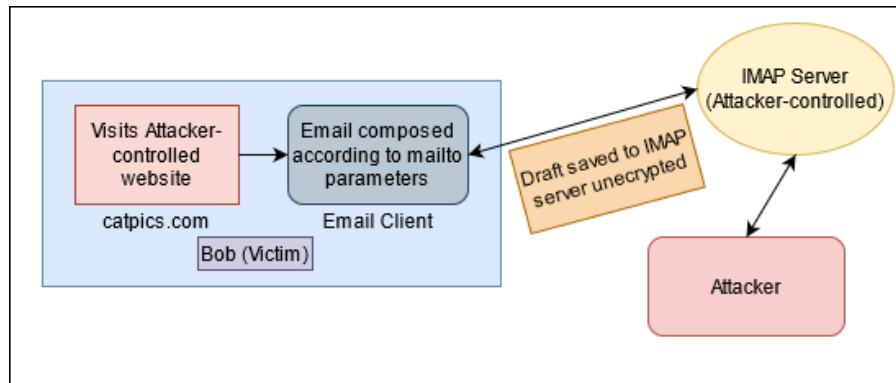 Visits Attacker-
controlled
website
catpics.com
Email composed
according to mailto
parameters
Email Client
Bob (Victim)
Draft saved to IMAP
server unecrypted
IMAP Server
(Attacker-controlled)
Attacker